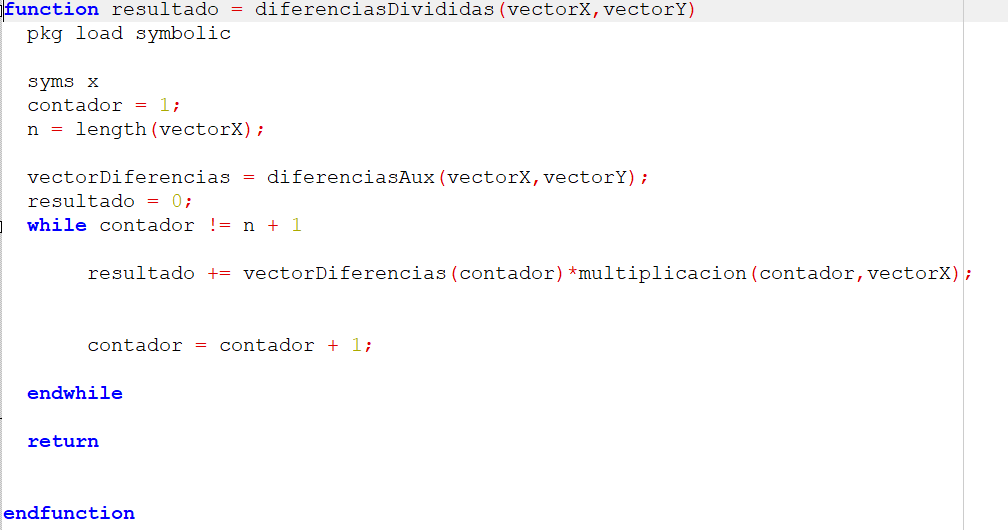 function resultado = diferenciasDivididas(vectorX,vectorY)
pkg load symbolic
syms x
contador = 1;
n = length(vectorX);
vectorDiferencias = diferenciasAux(vectorX,vectorY);
resultado = 0;
while contador != n + 1
resultado += vectorDiferencias(contador)*multiplicacion(contador,vectorX);
contador = contador + 1;
endwhile
return
endfunction